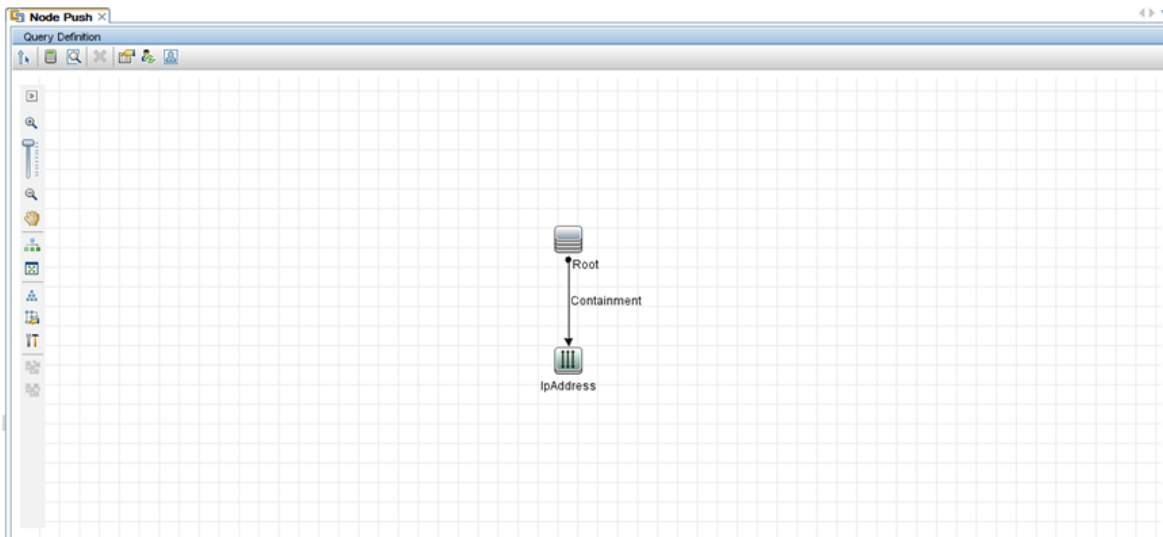 Node Push
Query Definition
Root
Containment
IpAddress